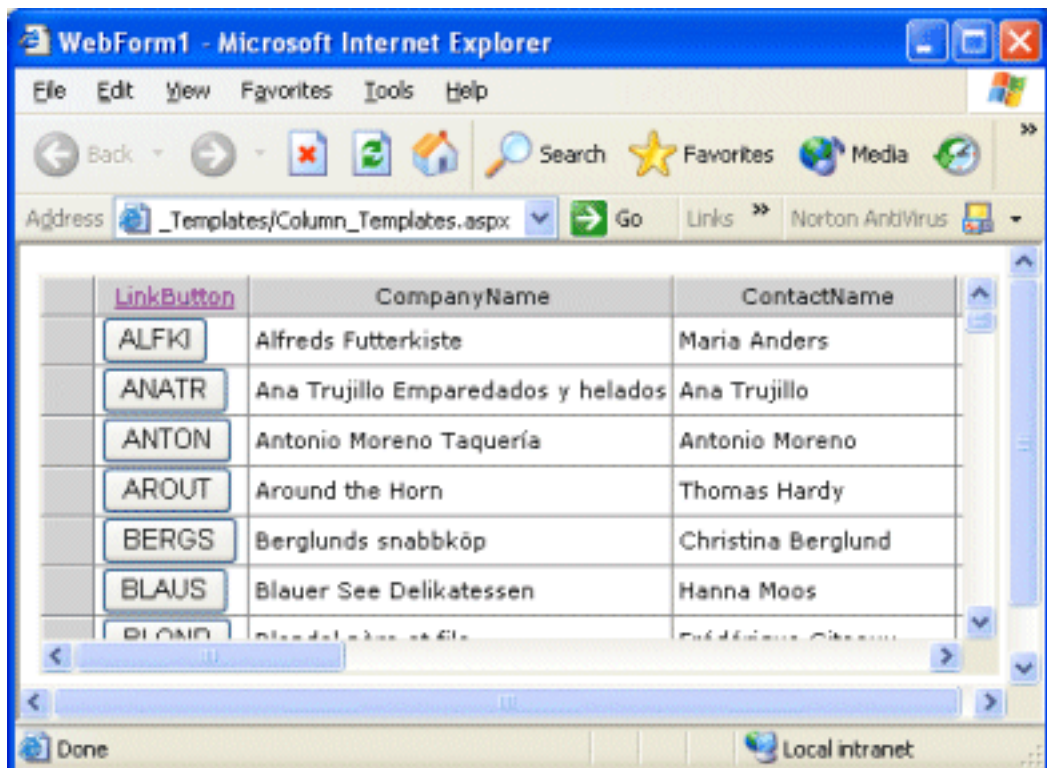 WebForm1 - Microsoft Internet Explorer
File Edit View Favorites Tools Help
Back Search Favorites Media »
Address _Templates/Column_Templates.aspx Go Links » Norton AntiVirus
LinkButton CompanyName ContactName
ALFKI Alfreds Futterkiste Maria Anders
ANATR Ana Trujillo Emparedados y helados Ana Trujillo
ANTON Antonio Moreno Taquería Antonio Moreno
AROUT Around the Horn Thomas Hardy
BERGS Berglunds snabbköp Christina Berglund
BLAUS Blauer See Delikatessen Hanna Moos
BLONP
Done Local intranet